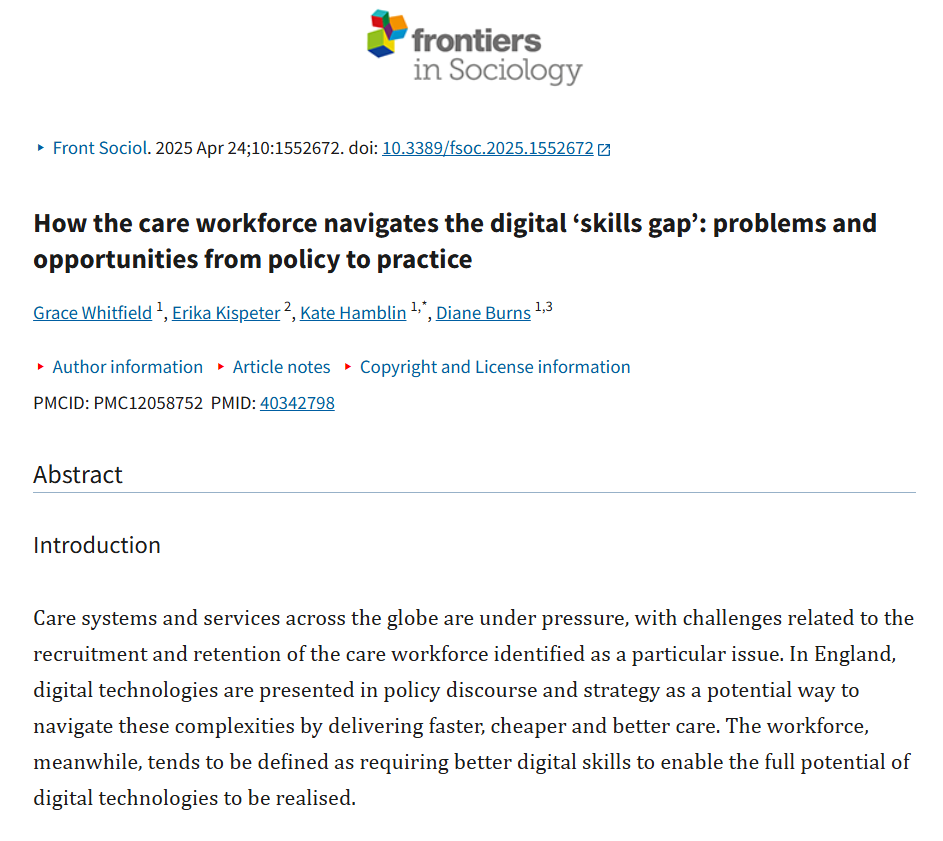 frontiers
in Sociology
Front Sociol. 2025 Apr 24;10:1552672. doi: 10.3389/fsoc.2025.1552672
How the care workforce navigates the digital ‘skills gap’: problems and
opportunities from policy to practice
Grace Whitfield 1, Erika Kispeter 2, Kate Hamblin 1,*, Diane Burns 1,3
Author information Article notes Copyright and License information
PMCID: PMC12058752 PMID: 40342798
Abstract
Introduction
Care systems and services across the globe are under pressure, with challenges related to the
recruitment and retention of the care workforce identified as a particular issue. In England,
digital technologies are presented in policy discourse and strategy as a potential way to
navigate these complexities by delivering faster, cheaper and better care. The workforce,
meanwhile, tends to be defined as requiring better digital skills to enable the full potential of
digital technologies to be realised.